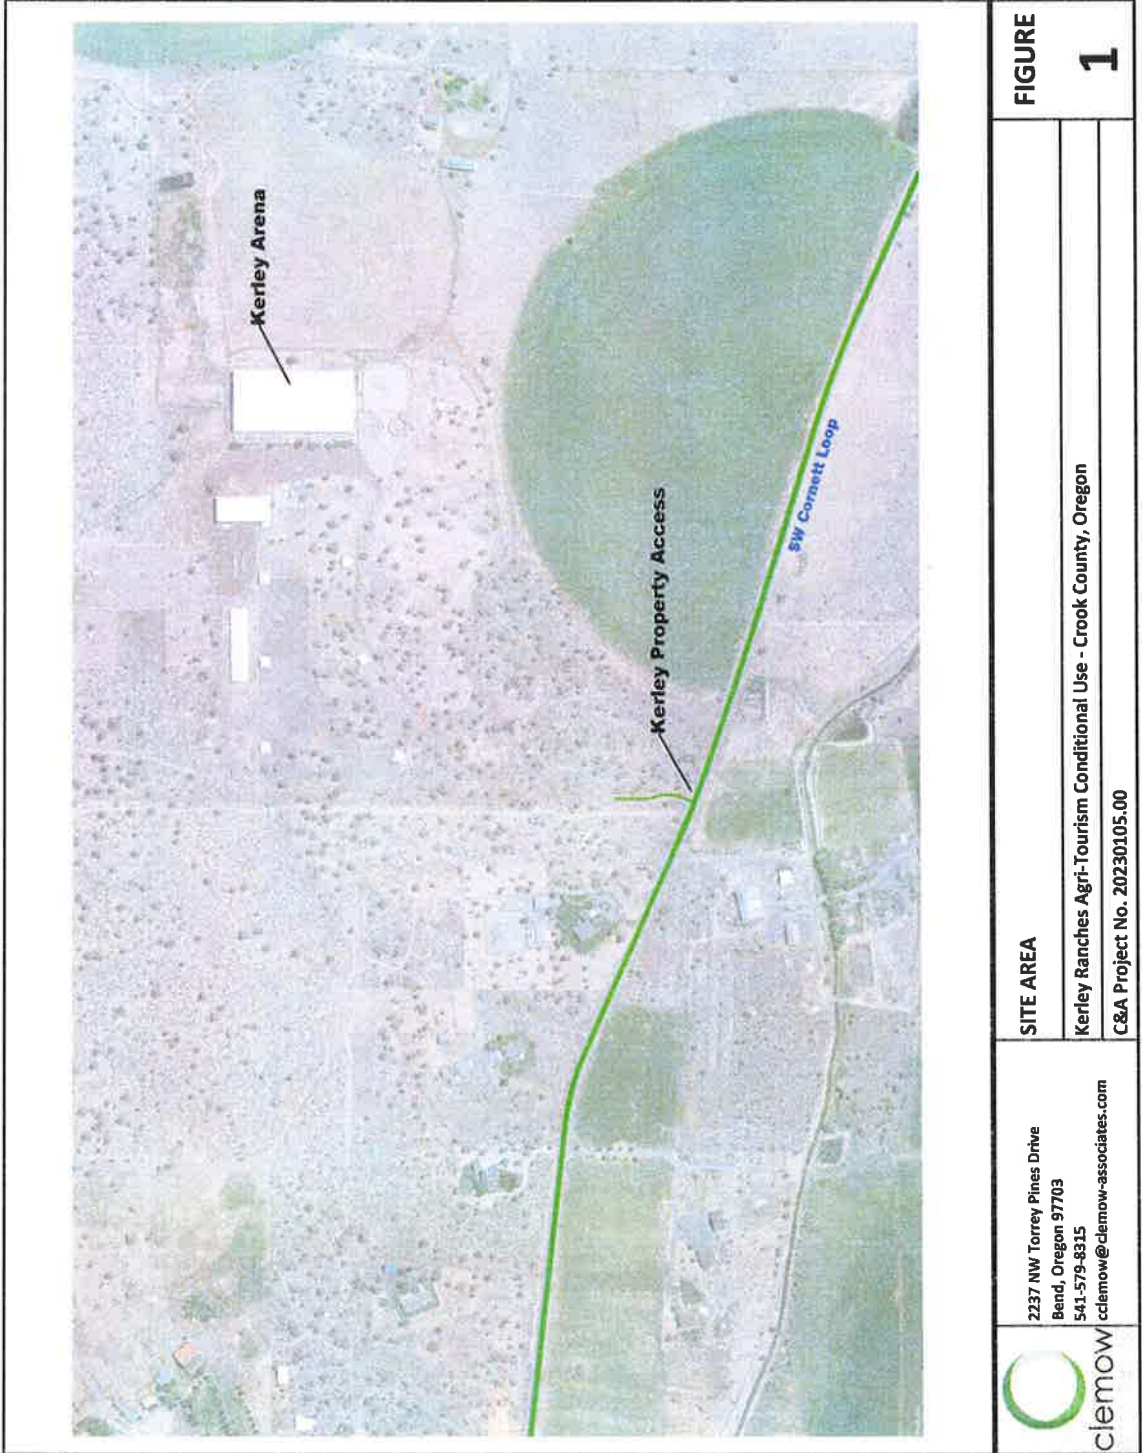 Kerley Arena
Kerley Property Access
SW Cornett Loop
clemow
2237 NW Torrey Pines Drive
Bend, Oregon 97703
541-579-8315
cclemow@clemow-associates.com
SITE AREA
Kerley Ranches Agri-Tourism Conditional Use - Crook County, Oregon
C&A Project No. 20230105.00
FIGURE
1